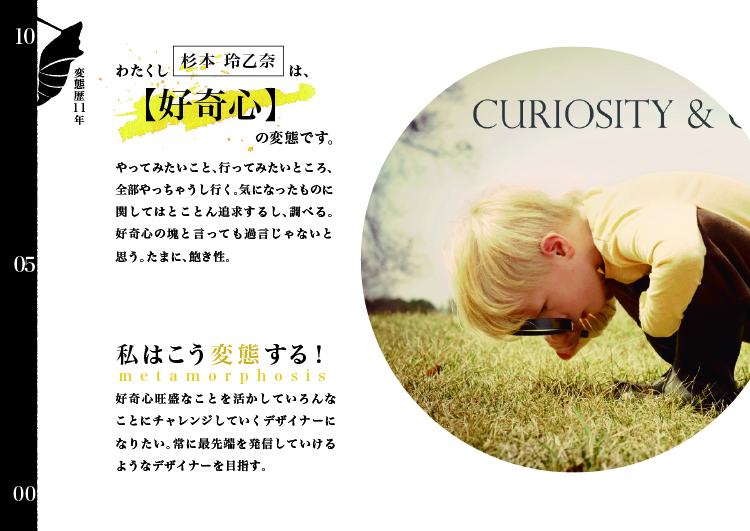 10
変態歴11年
わたくし 杉本 玲乙奈 は、
【好奇心】
の変態です。
やってみたいこと、行ってみたいところ、
全部やっちゃうし行く。気になったものに
関してはとことん追求するし、調べる。
好奇心の塊と言っても過言じゃないと
思う。たまに、飽き性。
05
私はこう変態する！
metamorphosis
好奇心旺盛なことを活かしていろんな
ことにチャレンジしていくデザイナーに
なりたい。常に最先端を発信していける
ようなデザイナーを目指す。
00
CURIOSITY &